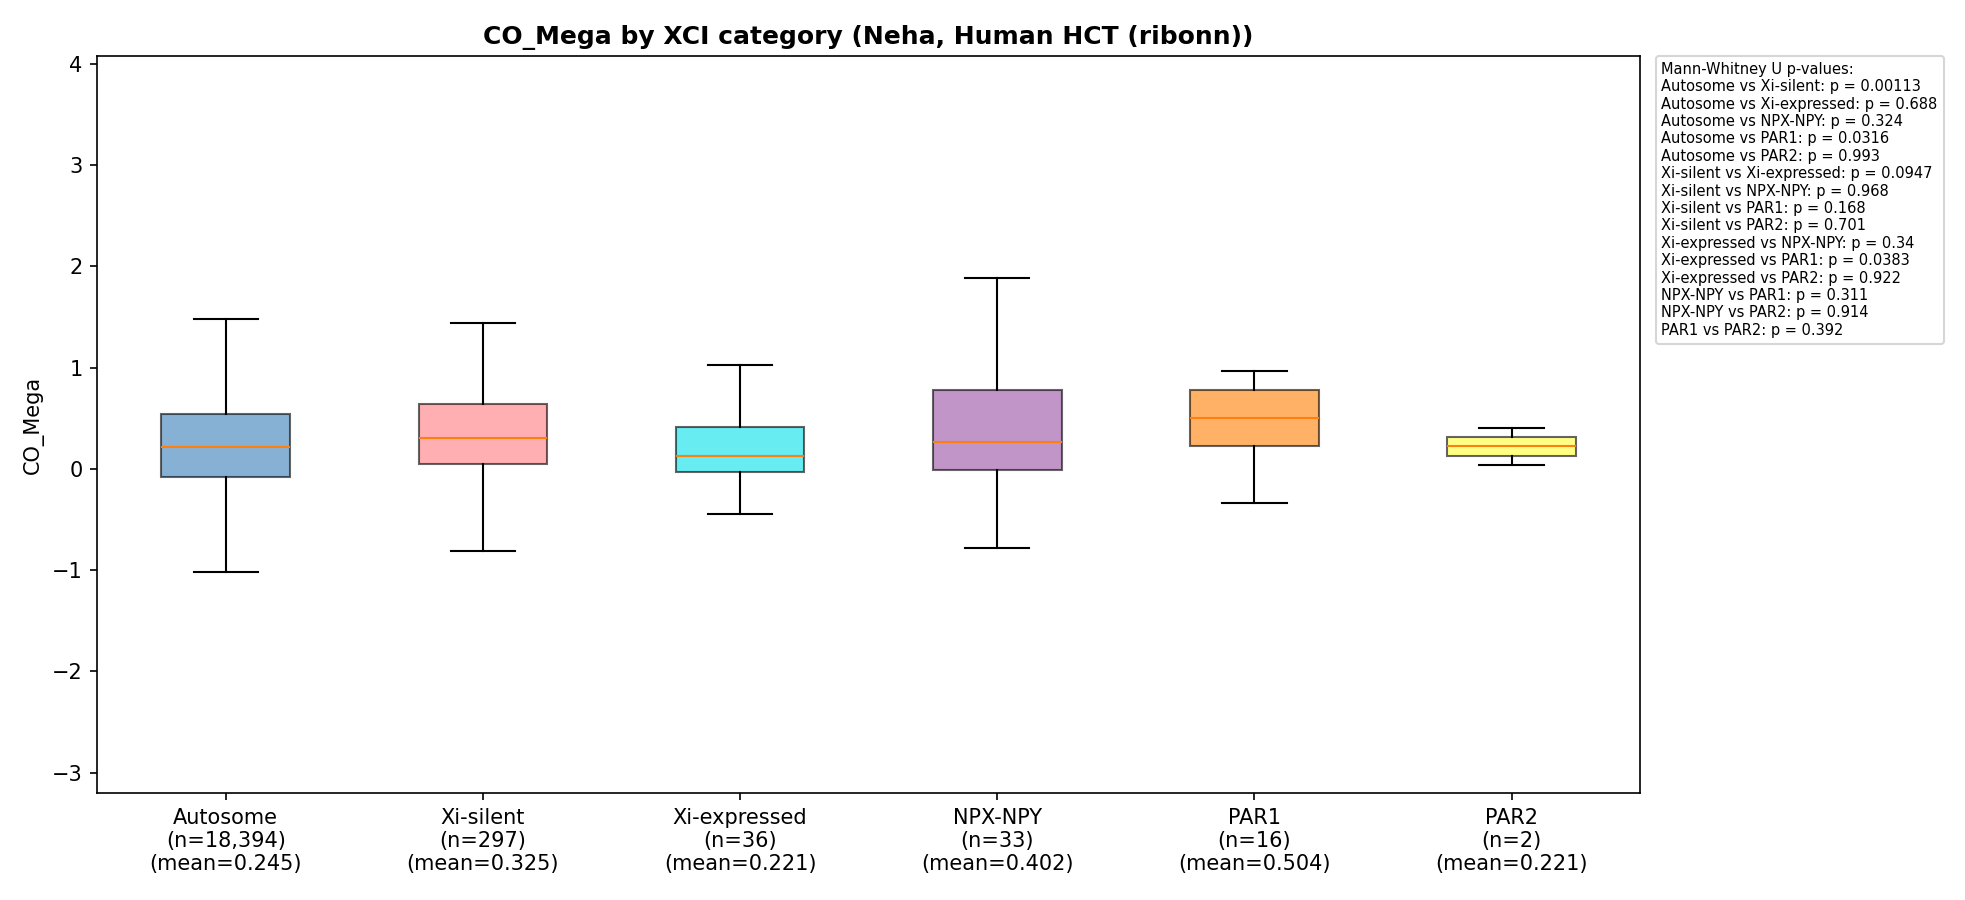 CO_Mega by XCI category (Neha, Human HCT (ribonn))
CO_Mega
4
3
2
1
0
−1
−2
−3
Autosome
(n=18,394)
(mean=0.245)
Xi-silent
(n=297)
(mean=0.325)
Xi-expressed
(n=36)
(mean=0.221)
NPX-NPY
(n=33)
(mean=0.402)
PAR1
(n=16)
(mean=0.504)
PAR2
(n=2)
(mean=0.221)
Mann-Whitney U p-values:
Autosome vs Xi-silent: p = 0.00113
Autosome vs Xi-expressed: p = 0.688
Autosome vs NPX-NPY: p = 0.324
Autosome vs PAR1: p = 0.0316
Autosome vs PAR2: p = 0.993
Xi-silent vs Xi-expressed: p = 0.0947
Xi-silent vs NPX-NPY: p = 0.968
Xi-silent vs PAR1: p = 0.168
Xi-silent vs PAR2: p = 0.701
Xi-expressed vs NPX-NPY: p = 0.34
Xi-expressed vs PAR1: p = 0.0383
Xi-expressed vs PAR2: p = 0.922
NPX-NPY vs PAR1: p = 0.311
NPX-NPY vs PAR2: p = 0.914
PAR1 vs PAR2: p = 0.392